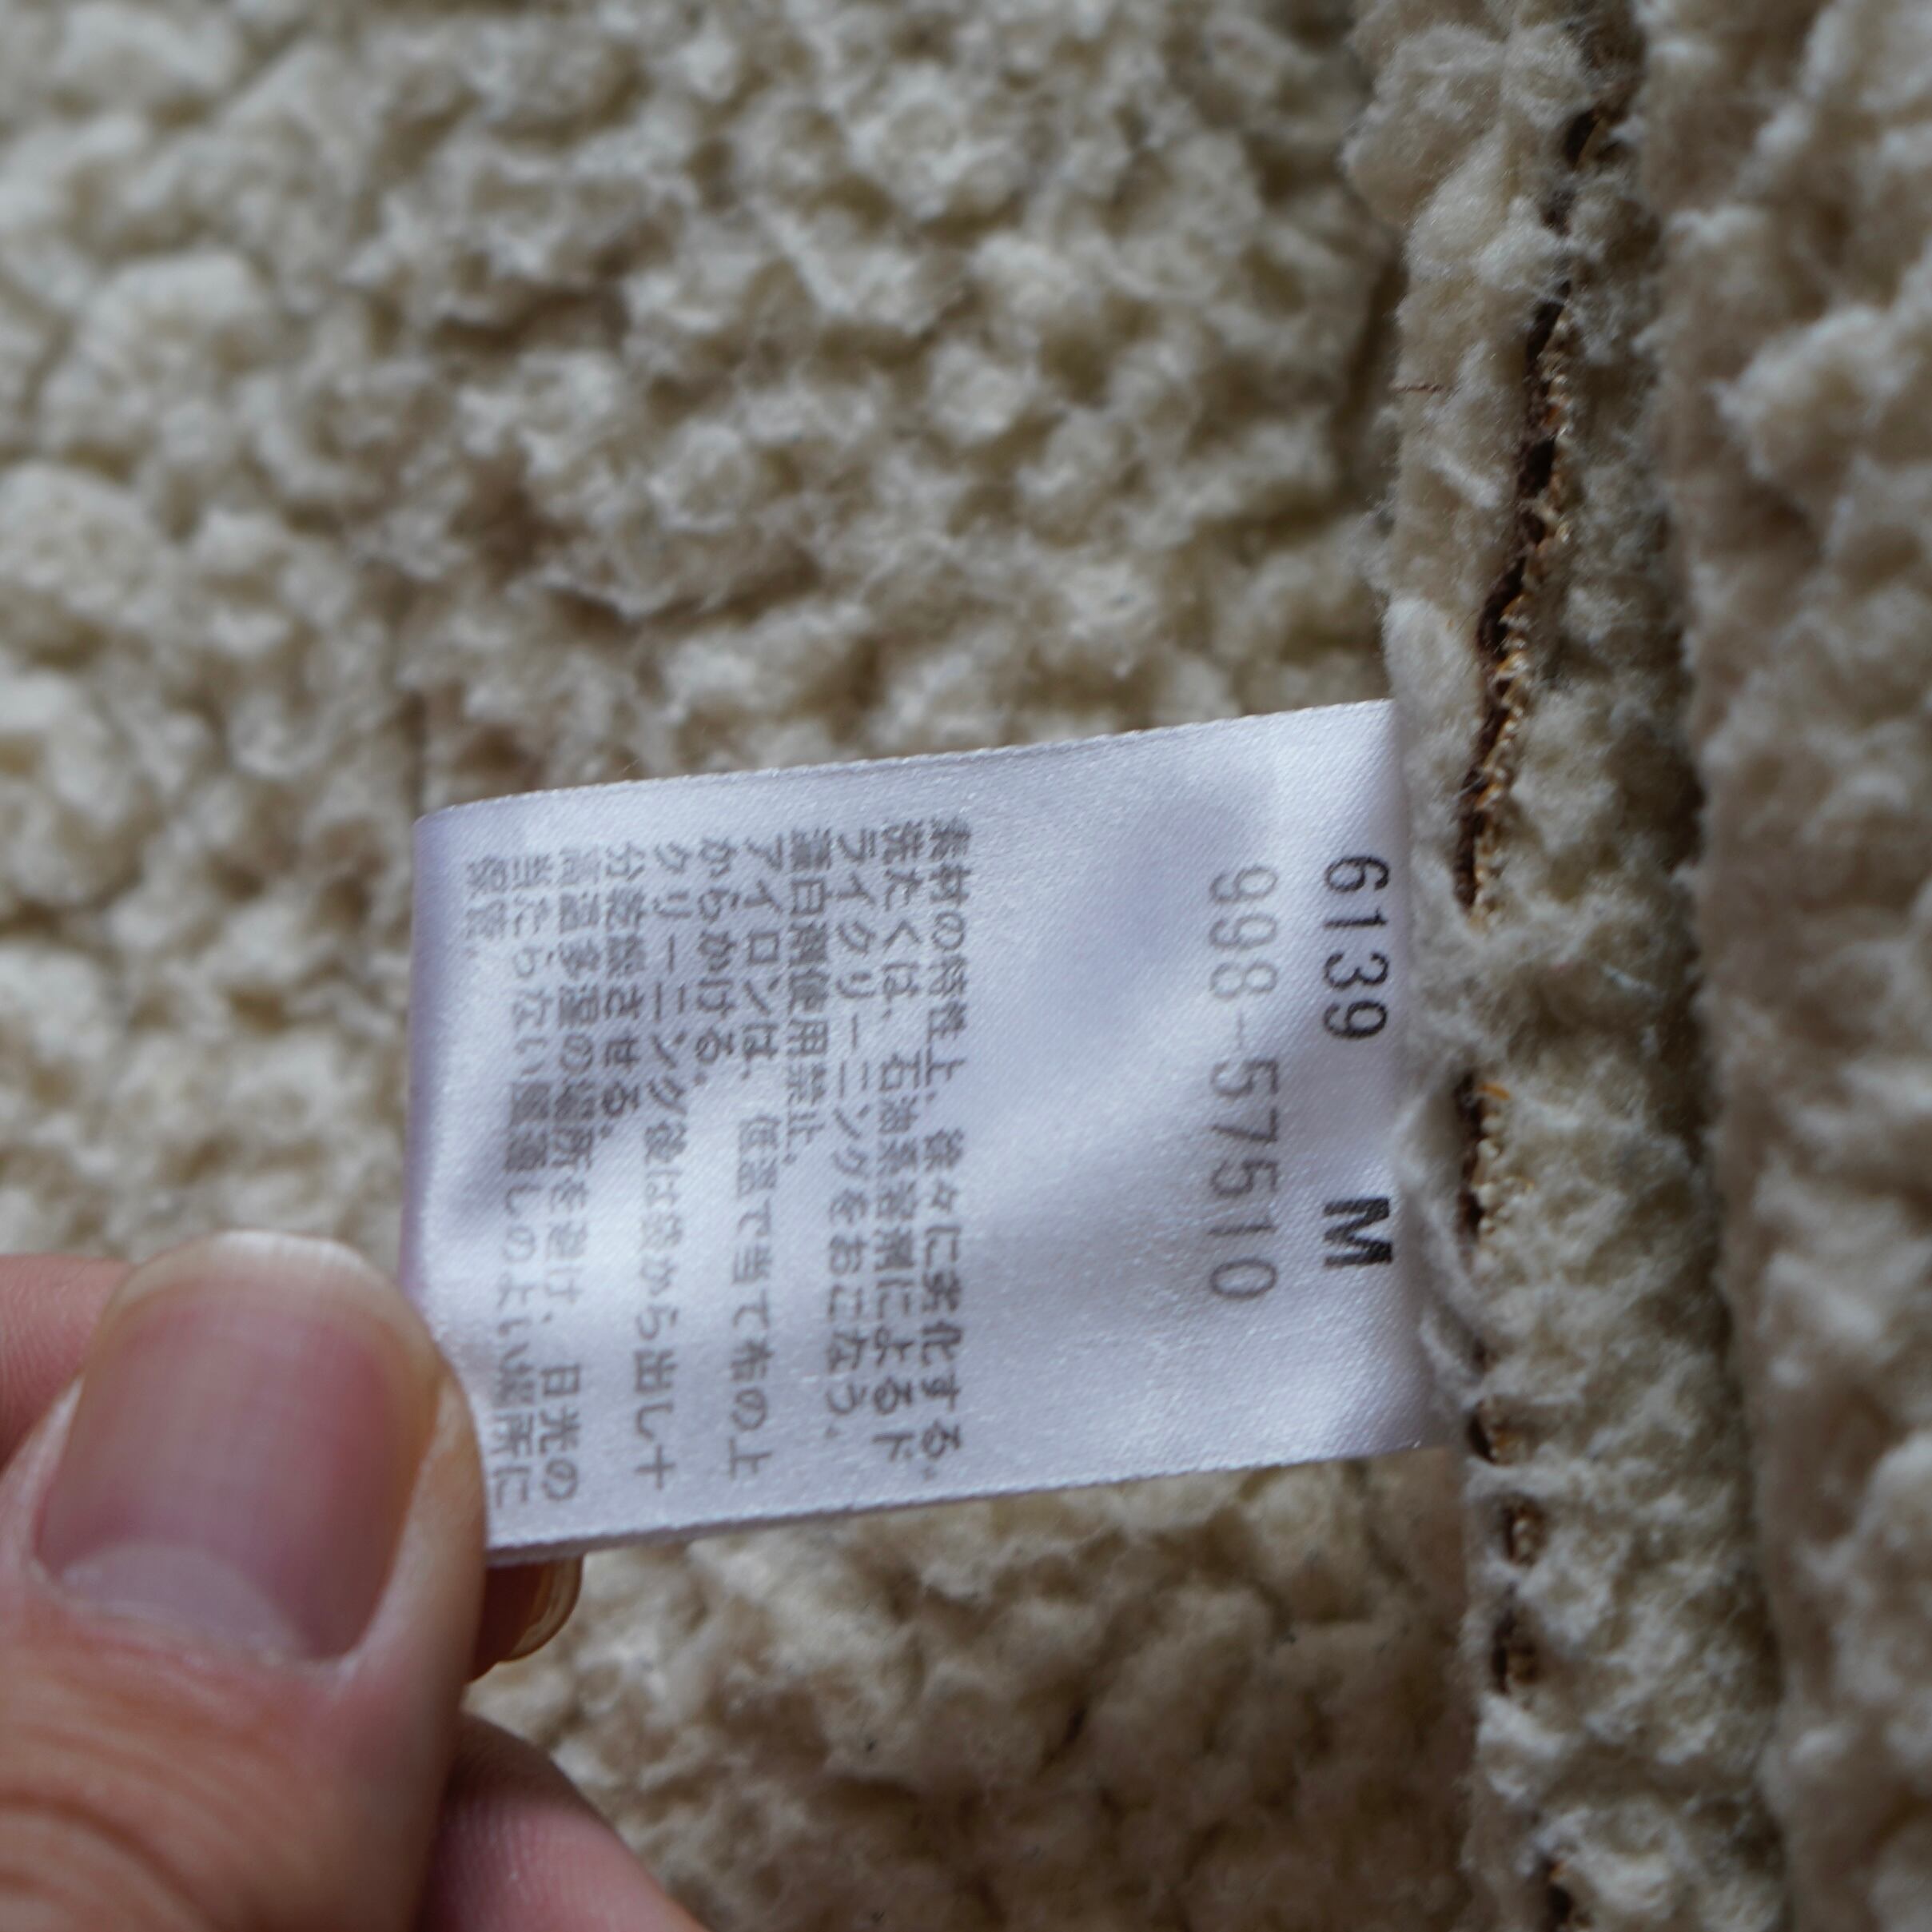 6139 M
998-57510
素材の特性上、徐々に劣化する。
洗たくは、石油系溶剤によるド
ライクリーニングをおこなう。
漂白剤使用禁止。
アイロンは、低温で当て布の上
からかける。
クリーニング後は袋から出し十
分乾燥させる。
高温多湿の場所をさけ、日光の
当たらない風通しのよい場所に
保管。